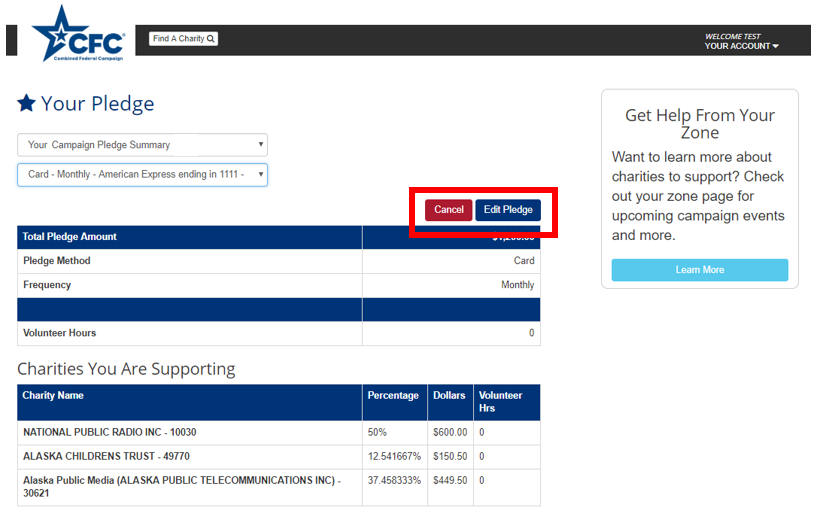 CFC
Combined Federal Campaign
Find A Charity
WELCOME TEST
YOUR ACCOUNT
Your Pledge
Your Campaign Pledge Summary
Card - Monthly - American Express ending in 1111 -
Cancel Edit Pledge
Total Pledge Amount
Pledge Method Card
Frequency Monthly
Volunteer Hours 0
Charities You Are Supporting
Charity Name Percentage Dollars Volunteer
Hrs
NATIONAL PUBLIC RADIO INC - 10030 50% $600.00 0
ALASKA CHILDRENS TRUST - 49770 12.541667% $150.50 0
Alaska Public Media (ALASKA PUBLIC TELECOMMUNICATIONS INC) - 37.458333% $449.50 0
30621
Get Help From Your
Zone
Want to learn more about
charities to support? Check
out your zone page for
upcoming campaign events
and more.
Learn More